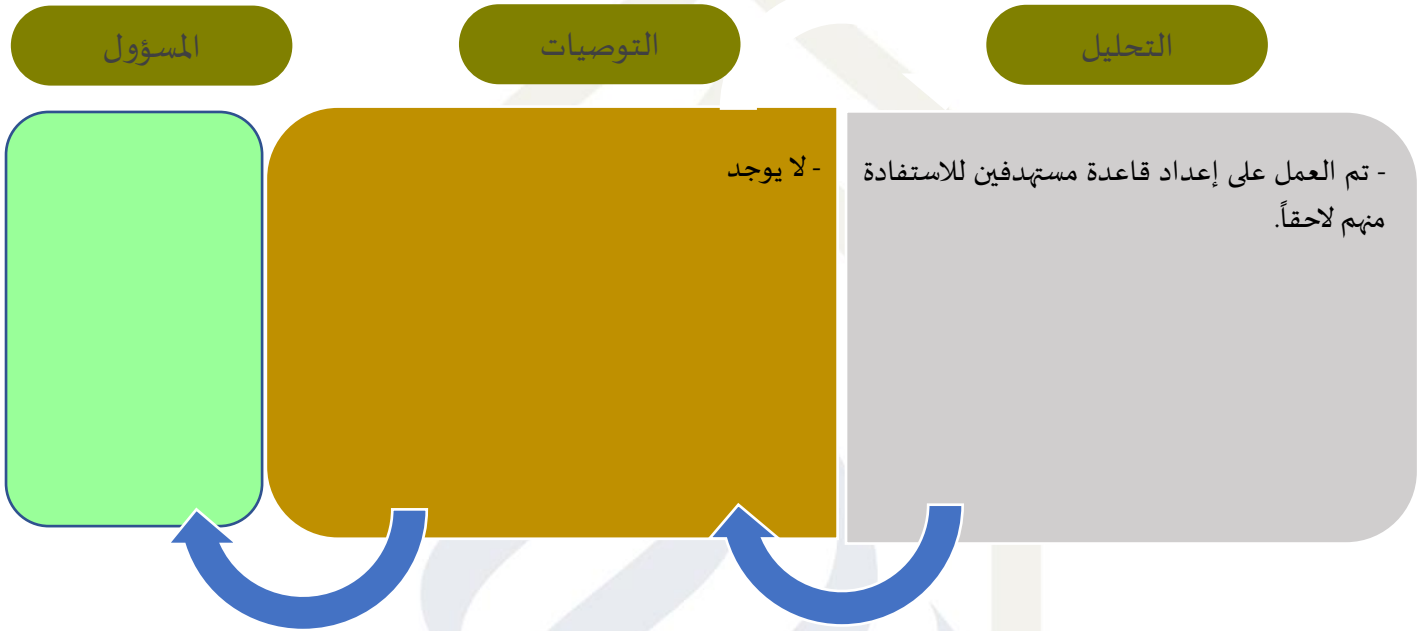 التحليل
التوصيات
المسؤول
- تم العمل على إعداد قاعدة مستهدفين للاستفادة
منهم لاحقاً.
- لا يوجد